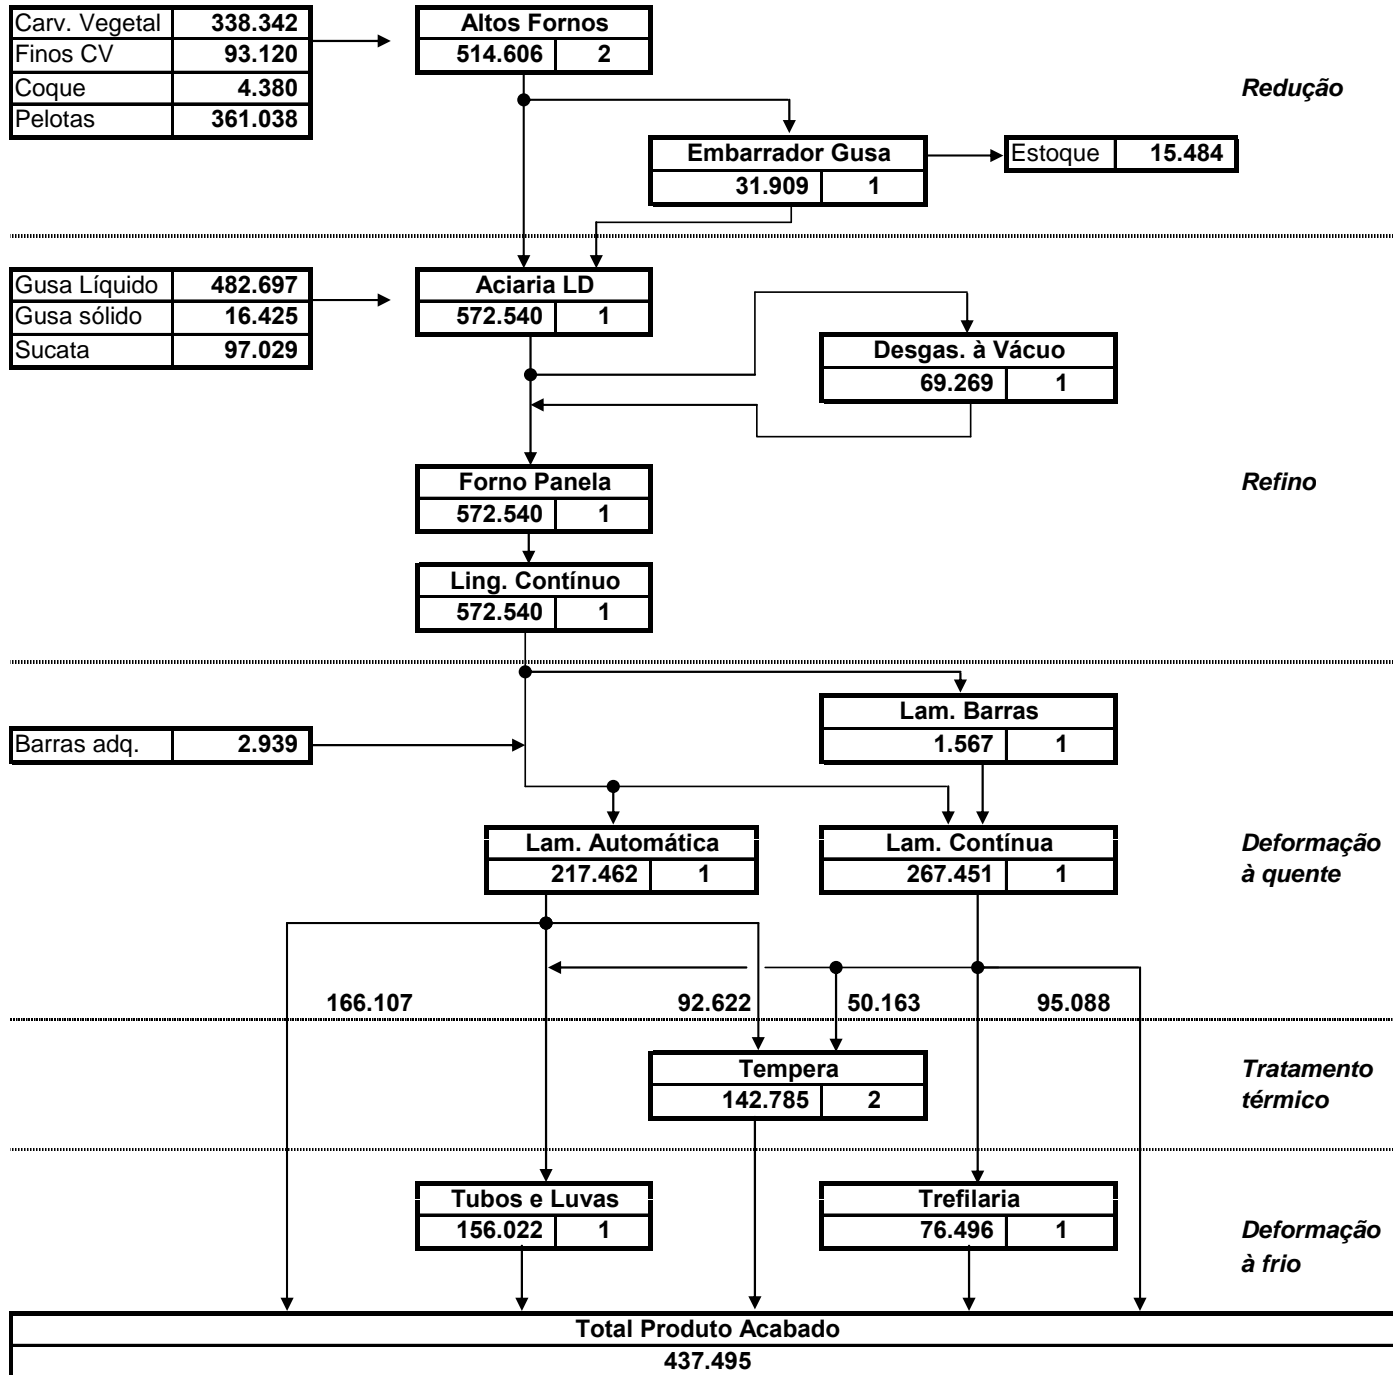 Carv. Vegetal 338.342
Finos CV 93.120
Coque 4.380
Pelotas 361.038
Altos Fornos
514.606 2
Redução
Embarrador Gusa
31.909 1
Estoque 15.484
Gusa Líquido 482.697
Gusa sólido 16.425
Sucata 97.029
Aciaria LD
572.540 1
Desgas. à Vácuo
69.269 1
Forno Panela
572.540 1
Refino
Ling. Contínuo
572.540 1
Lam. Barras
1.567 1
Barras adq. 2.939
Lam. Automática
217.462 1
Lam. Contínua
267.451 1
Deformação
à quente
166.107 92.622 50.163 95.088
Tempera
142.785 2
Tratamento
térmico
Tubos e Luvas
156.022 1
Trefilaria
76.496 1
Deformação
à frio
Total Produto Acabado
437.495